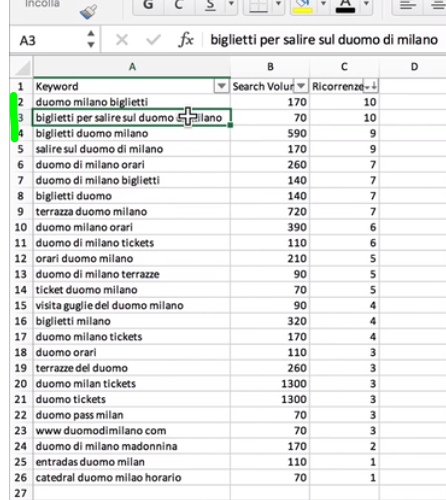 Incolla G C S A
A3 fx biglietti per salire sul duomo di milano
A B C D
1 Keyword Search Volur Ricorrenze
2 duomo milano biglietti 170 10
3 biglietti per salire sul duomo milano 70 10
4 biglietti duomo milano 590 9
5 salire sul duomo di milano 170 9
6 duomo di milano orari 260 7
7 duomo di milano biglietti 140 7
8 biglietti duomo 140 7
9 terrazza duomo milano 720 7
10 duomo milano orari 390 6
11 duomo di milano tickets 110 6
12 orari duomo milano 210 5
13 duomo di milano terrazze 90 5
14 ticket duomo milano 70 5
15 visita guglie del duomo milano 90 4
16 biglietti milano 320 4
17 duomo milano tickets 170 4
18 duomo orari 110 3
19 terrazze del duomo 260 3
20 duomo milan tickets 1300 3
21 duomo tickets 1300 3
22 duomo pass milan 70 3
23 www duomodimilano com 70 3
24 duomo di milano madonnina 170 2
25 entradas duomo milan 110 1
26 catedral duomo milao horario 70 1
27